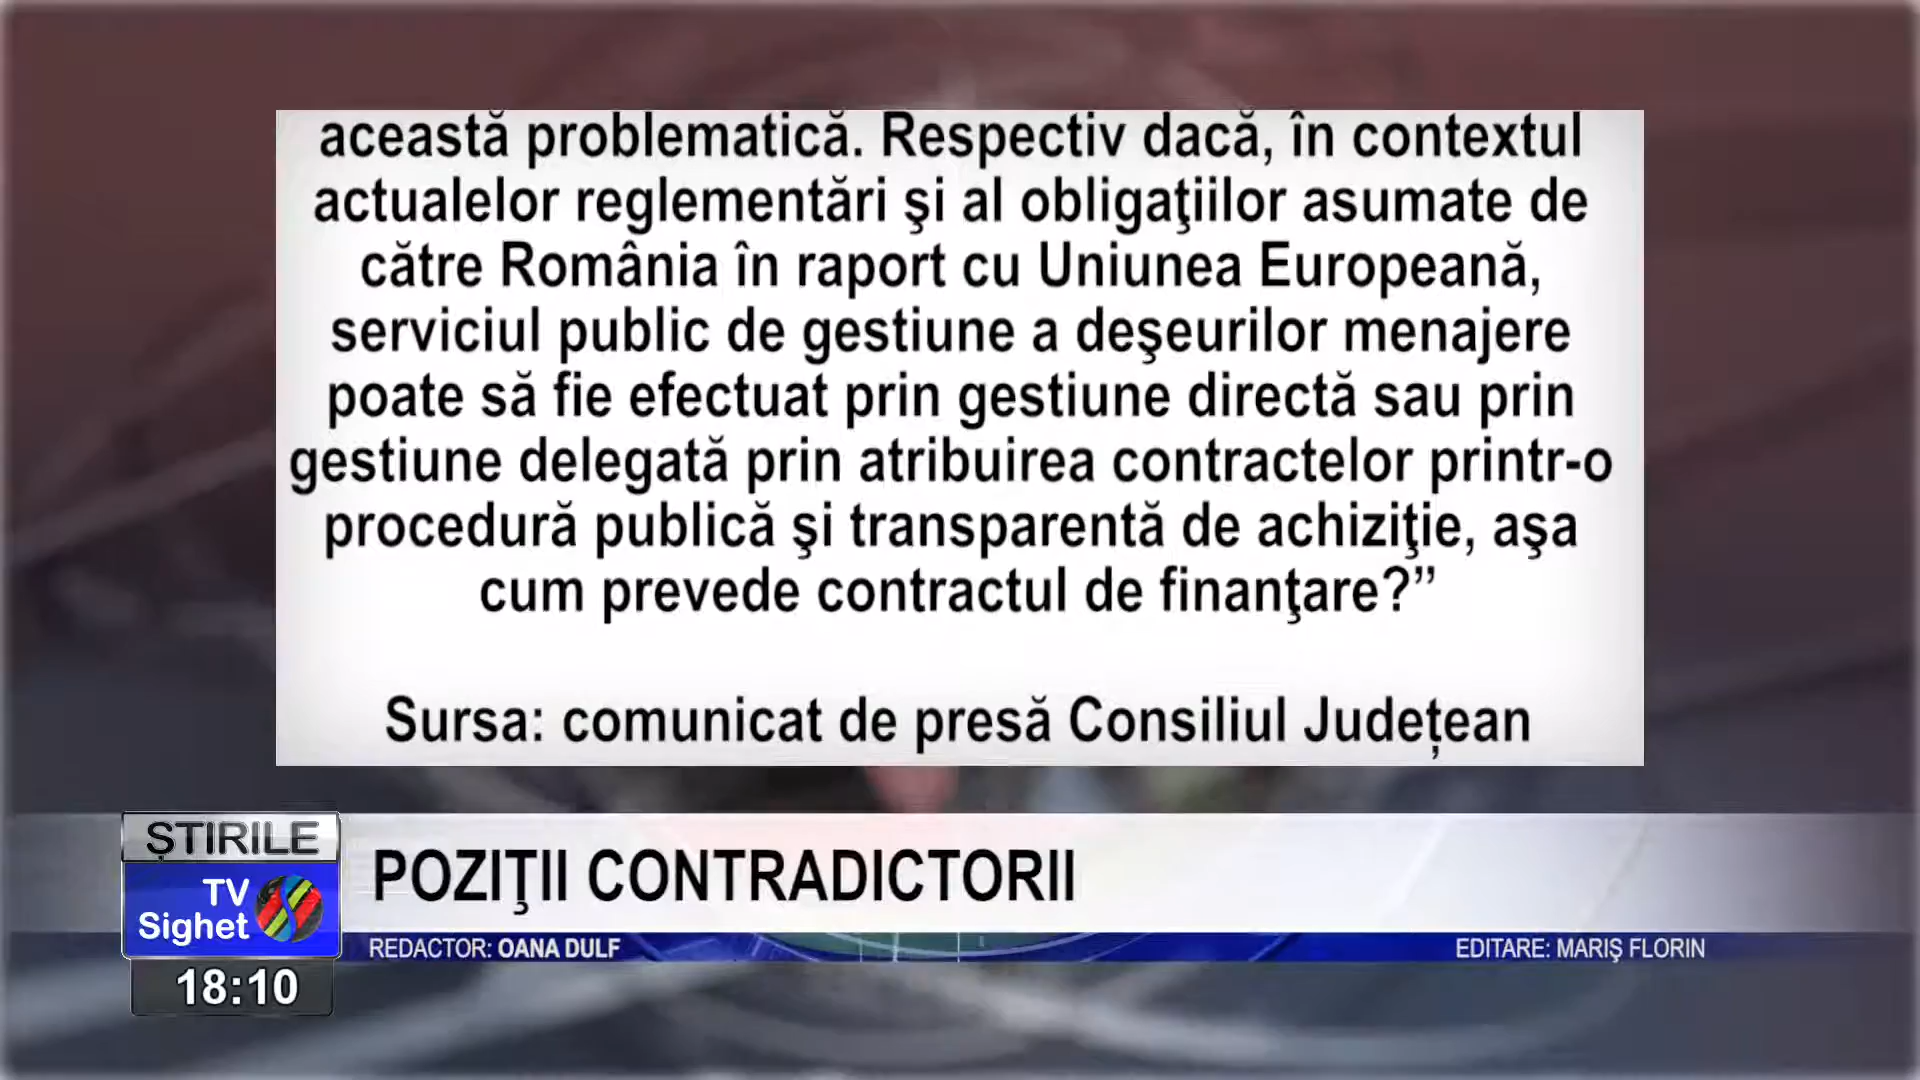 această problematică. Respectiv dacă, în contextul
actualelor reglementări şi al obligaţiilor asumate de
către România în raport cu Uniunea Europeană,
serviciul public de gestiune a deşeurilor menajere
poate să fie efectuat prin gestiune directă sau prin
gestiune delegată prin atribuirea contractelor printr-o
procedură publică şi transparentă de achiziţie, aşa
cum prevede contractul de finanţare?”
Sursa: comunicat de presă Consiliul Județean
ȘTIRILE
TV
Sighet
18:10
POZIŢII CONTRADICTORII
REDACTOR: OANA DULF
EDITARE: MARIŞ FLORIN